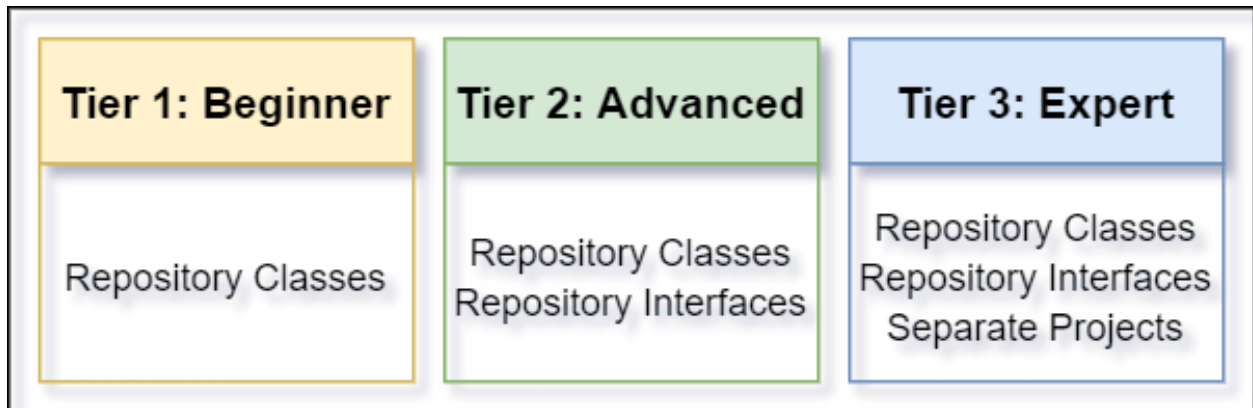 Tier 1: Beginner
Repository Classes
Tier 2: Advanced
Repository Classes
Repository Interfaces
Tier 3: Expert
Repository Classes
Repository Interfaces
Separate Projects